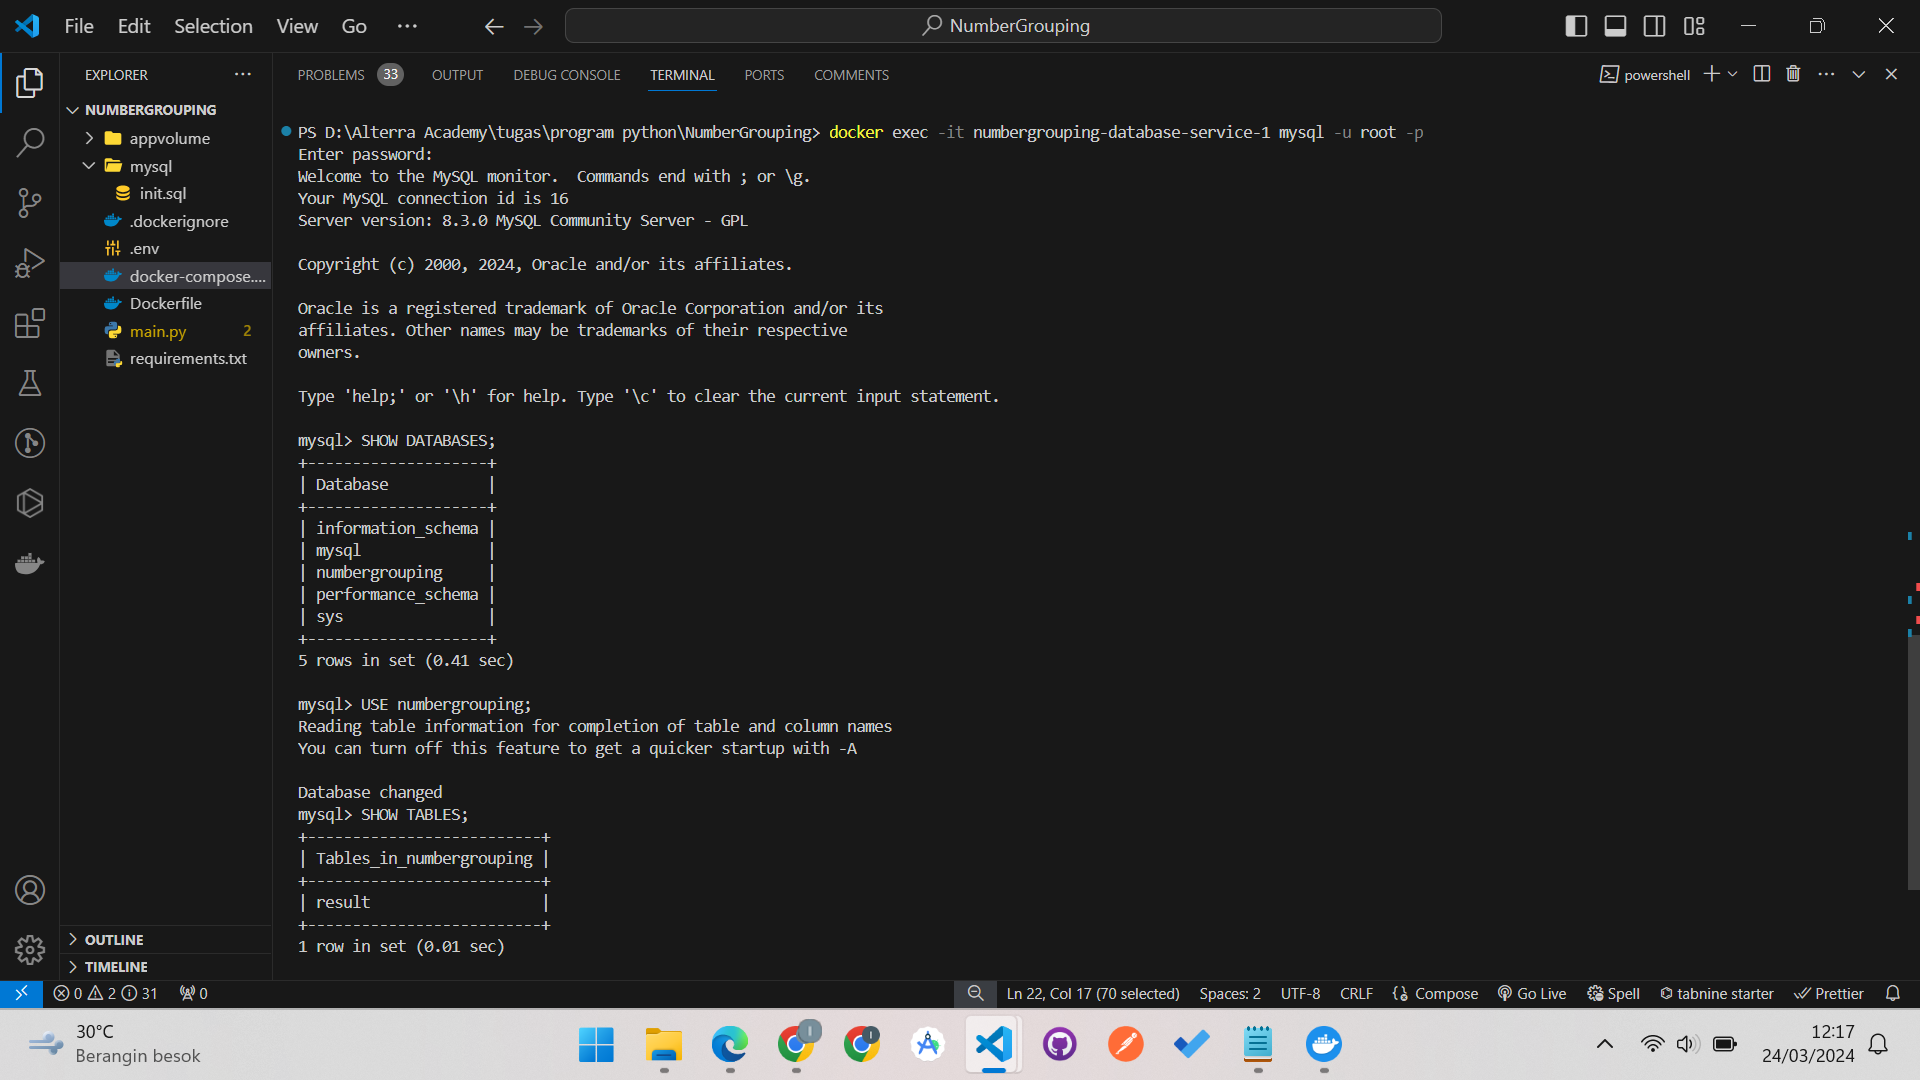 File Edit Selection View Go
NumberGrouping
EXPLORER
NUMBERGROUPING
appvolume
mysql
init.sql
.dockerignore
.env
docker-compose....
Dockerfile
main.py 2
requirements.txt
OUTLINE
TIMELINE
PROBLEMS 33 OUTPUT DEBUG CONSOLE TERMINAL PORTS COMMENTS
powershell
PS D:\Alterra Academy\tugas\program python\NumberGrouping> docker exec -it numbergrouping-database-service-1 mysql -u root -p
Enter password:
Welcome to the MySQL monitor.  Commands end with ; or \g.
Your MySQL connection id is 16
Server version: 8.3.0 MySQL Community Server - GPL
Copyright (c) 2000, 2024, Oracle and/or its affiliates.
Oracle is a registered trademark of Oracle Corporation and/or its
affiliates. Other names may be trademarks of their respective
owners.
Type 'help;' or '\h' for help. Type '\c' to clear the current input statement.
mysql> SHOW DATABASES;
+--------------------+
| Database           |
+--------------------+
| information_schema |
| mysql              |
| numbergrouping     |
| performance_schema |
| sys                |
+--------------------+
5 rows in set (0.41 sec)
mysql> USE numbergrouping;
Reading table information for completion of table and column names
You can turn off this feature to get a quicker startup with -A
Database changed
mysql> SHOW TABLES;
+--------------------------+
| Tables_in_numbergrouping |
+--------------------------+
| result                   |
+--------------------------+
1 row in set (0.01 sec)
0 2 31 0
Ln 22, Col 17 (70 selected) Spaces: 2 UTF-8 CRLF Compose Go Live Spell tabnine starter Prettier
30°C
Berangin besok
12:17
24/03/2024